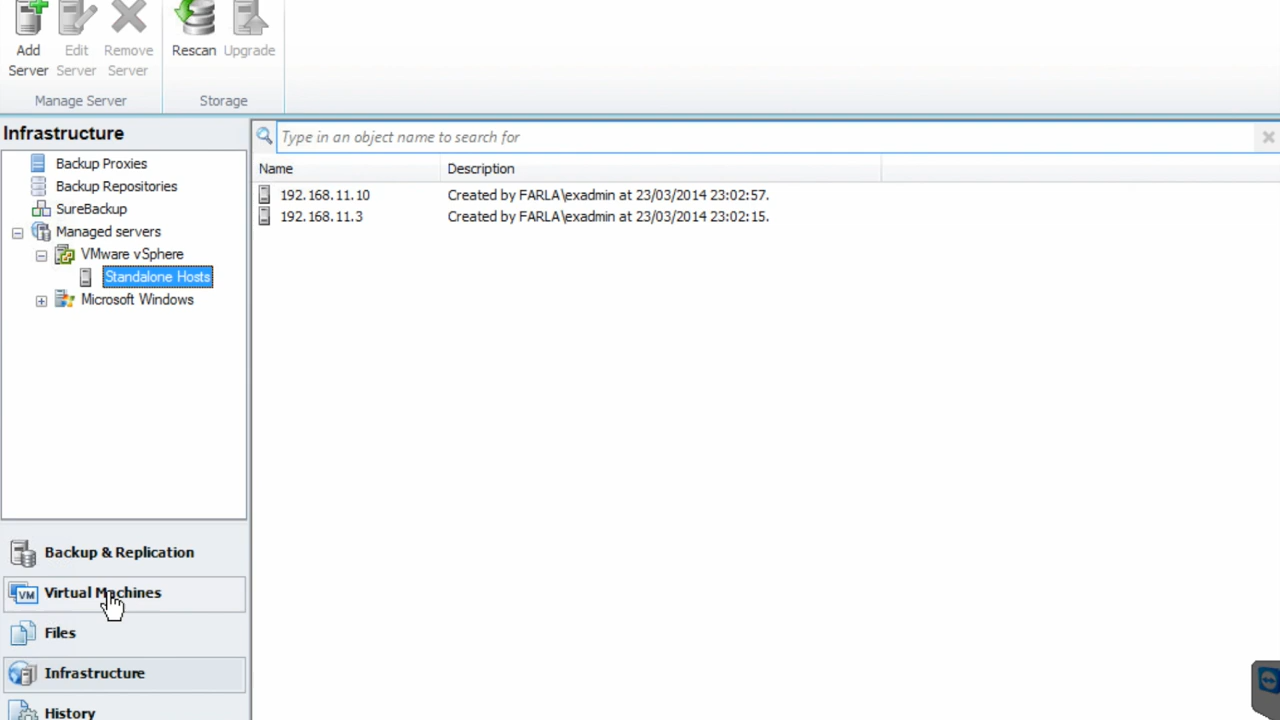 Add Server
Edit Server
Remove Server
Rescan
Upgrade
Manage Server
Storage
Infrastructure
Type in an object name to search for
Backup Proxies
Backup Repositories
SureBackup
Managed servers
VMware vSphere
Standalone Hosts
Microsoft Windows
Name Description
192.168.11.10 Created by FARLA\exadmin at 23/03/2014 23:02:57.
192.168.11.3 Created by FARLA\exadmin at 23/03/2014 23:02:15.
Backup & Replication
VM Virtual Machines
Files
Infrastructure
History